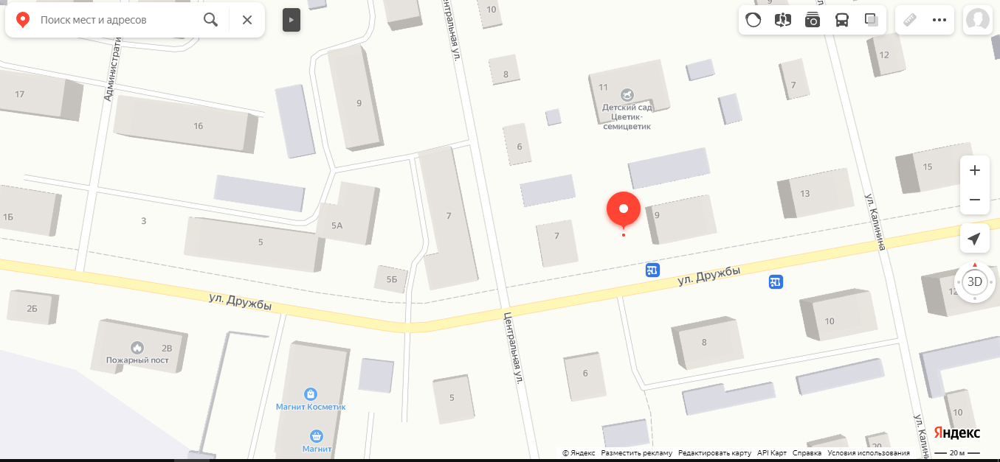 Поиск мест и адресов
нтральная ул.
10
9
12
Администрати
17
16
9
8
11
7
Детский сад
Цветик-
семицветик
6
15
13
1Б
3
5А
5
7
9
7
ул. Калинина
5Б
ул. Дружбы
3D
2Б
ул. Дружбы
12
10
Центральная ул.
8
2В
Пожарный пост
6
5
Магнит Косметик
10
Магнит
ул. Калини
20
Яндекс
© Яндекс Разместить рекламу Редактировать карту API Карт Справка Условия использования 20 м